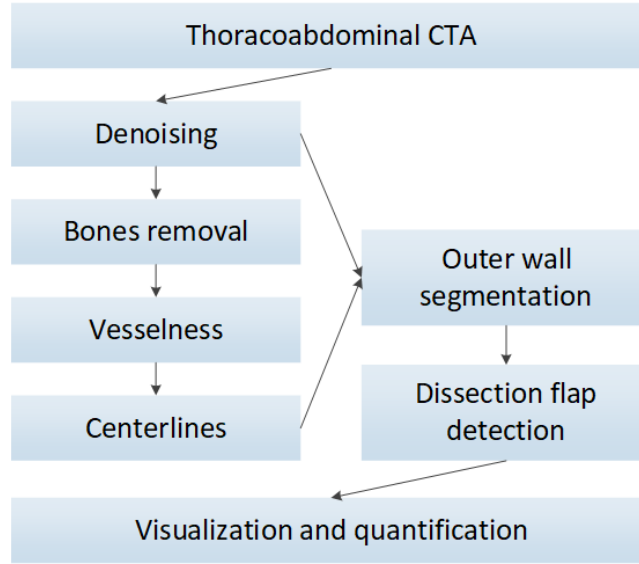 Thoracoabdominal CTA
Denoising
Bones removal
Vesselness
Centerlines
Outer wall
segmentation
Dissection flap
detection
Visualization and quantification